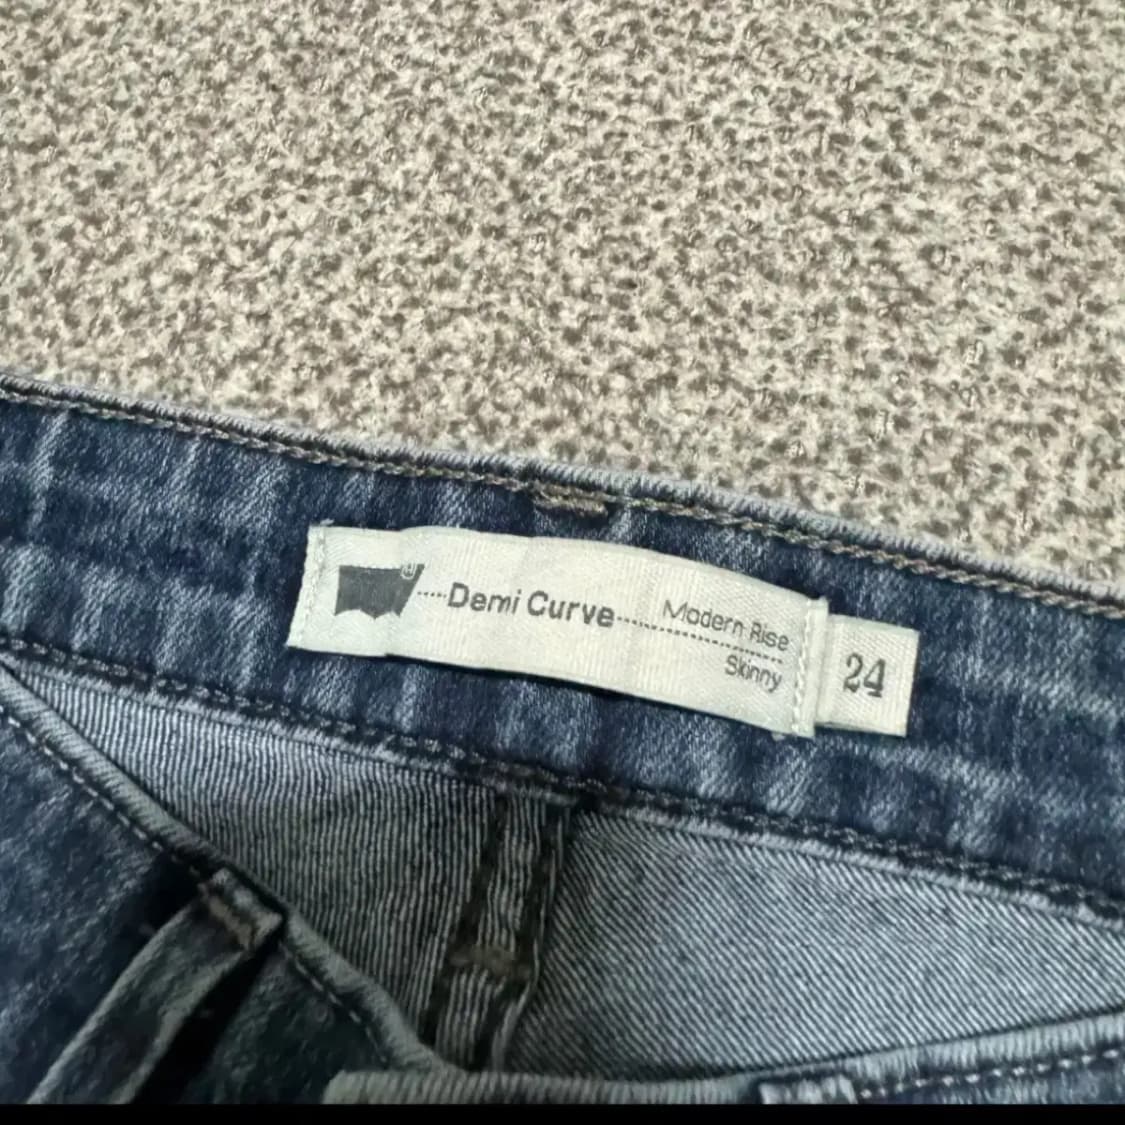 Demi Curve
Modern Rise
Skinny
24